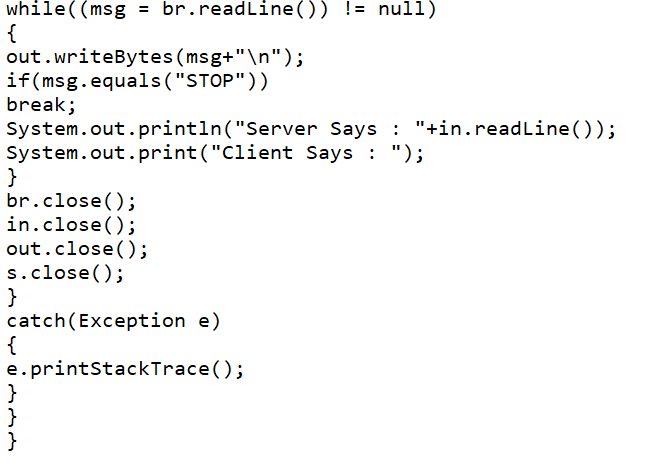 while((msg = br.readLine()) != null)
{
out.writeBytes(msg+"\n");
if(msg.equals("STOP"))
break;
System.out.println("Server Says : "+in.readLine());
System.out.print("Client Says : ");
}
br.close();
in.close();
out.close();
s.close();
}
catch(Exception e)
{
e.printStackTrace();
}
}
}